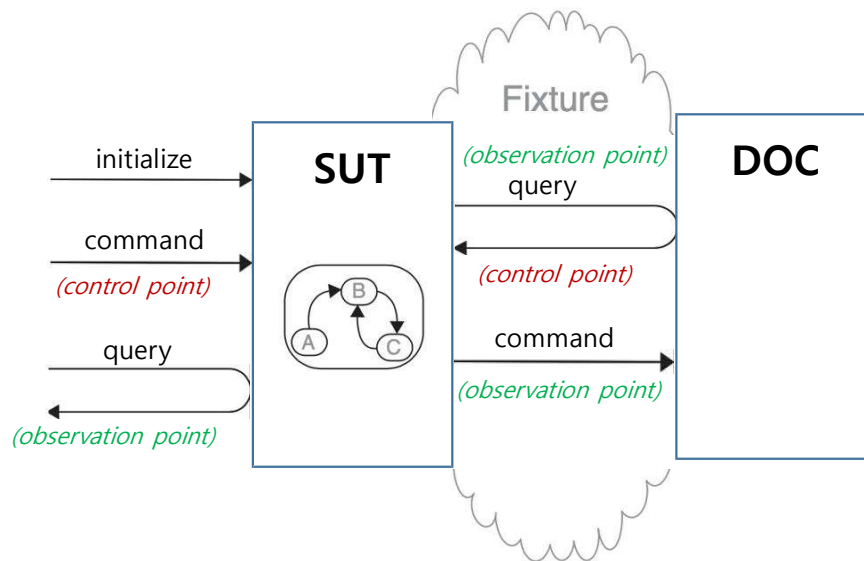 Fixture
SUT
DOC
initialize
command
(control point)
query
(observation point)
A
B
C
(observation point)
query
(control point)
command
(observation point)